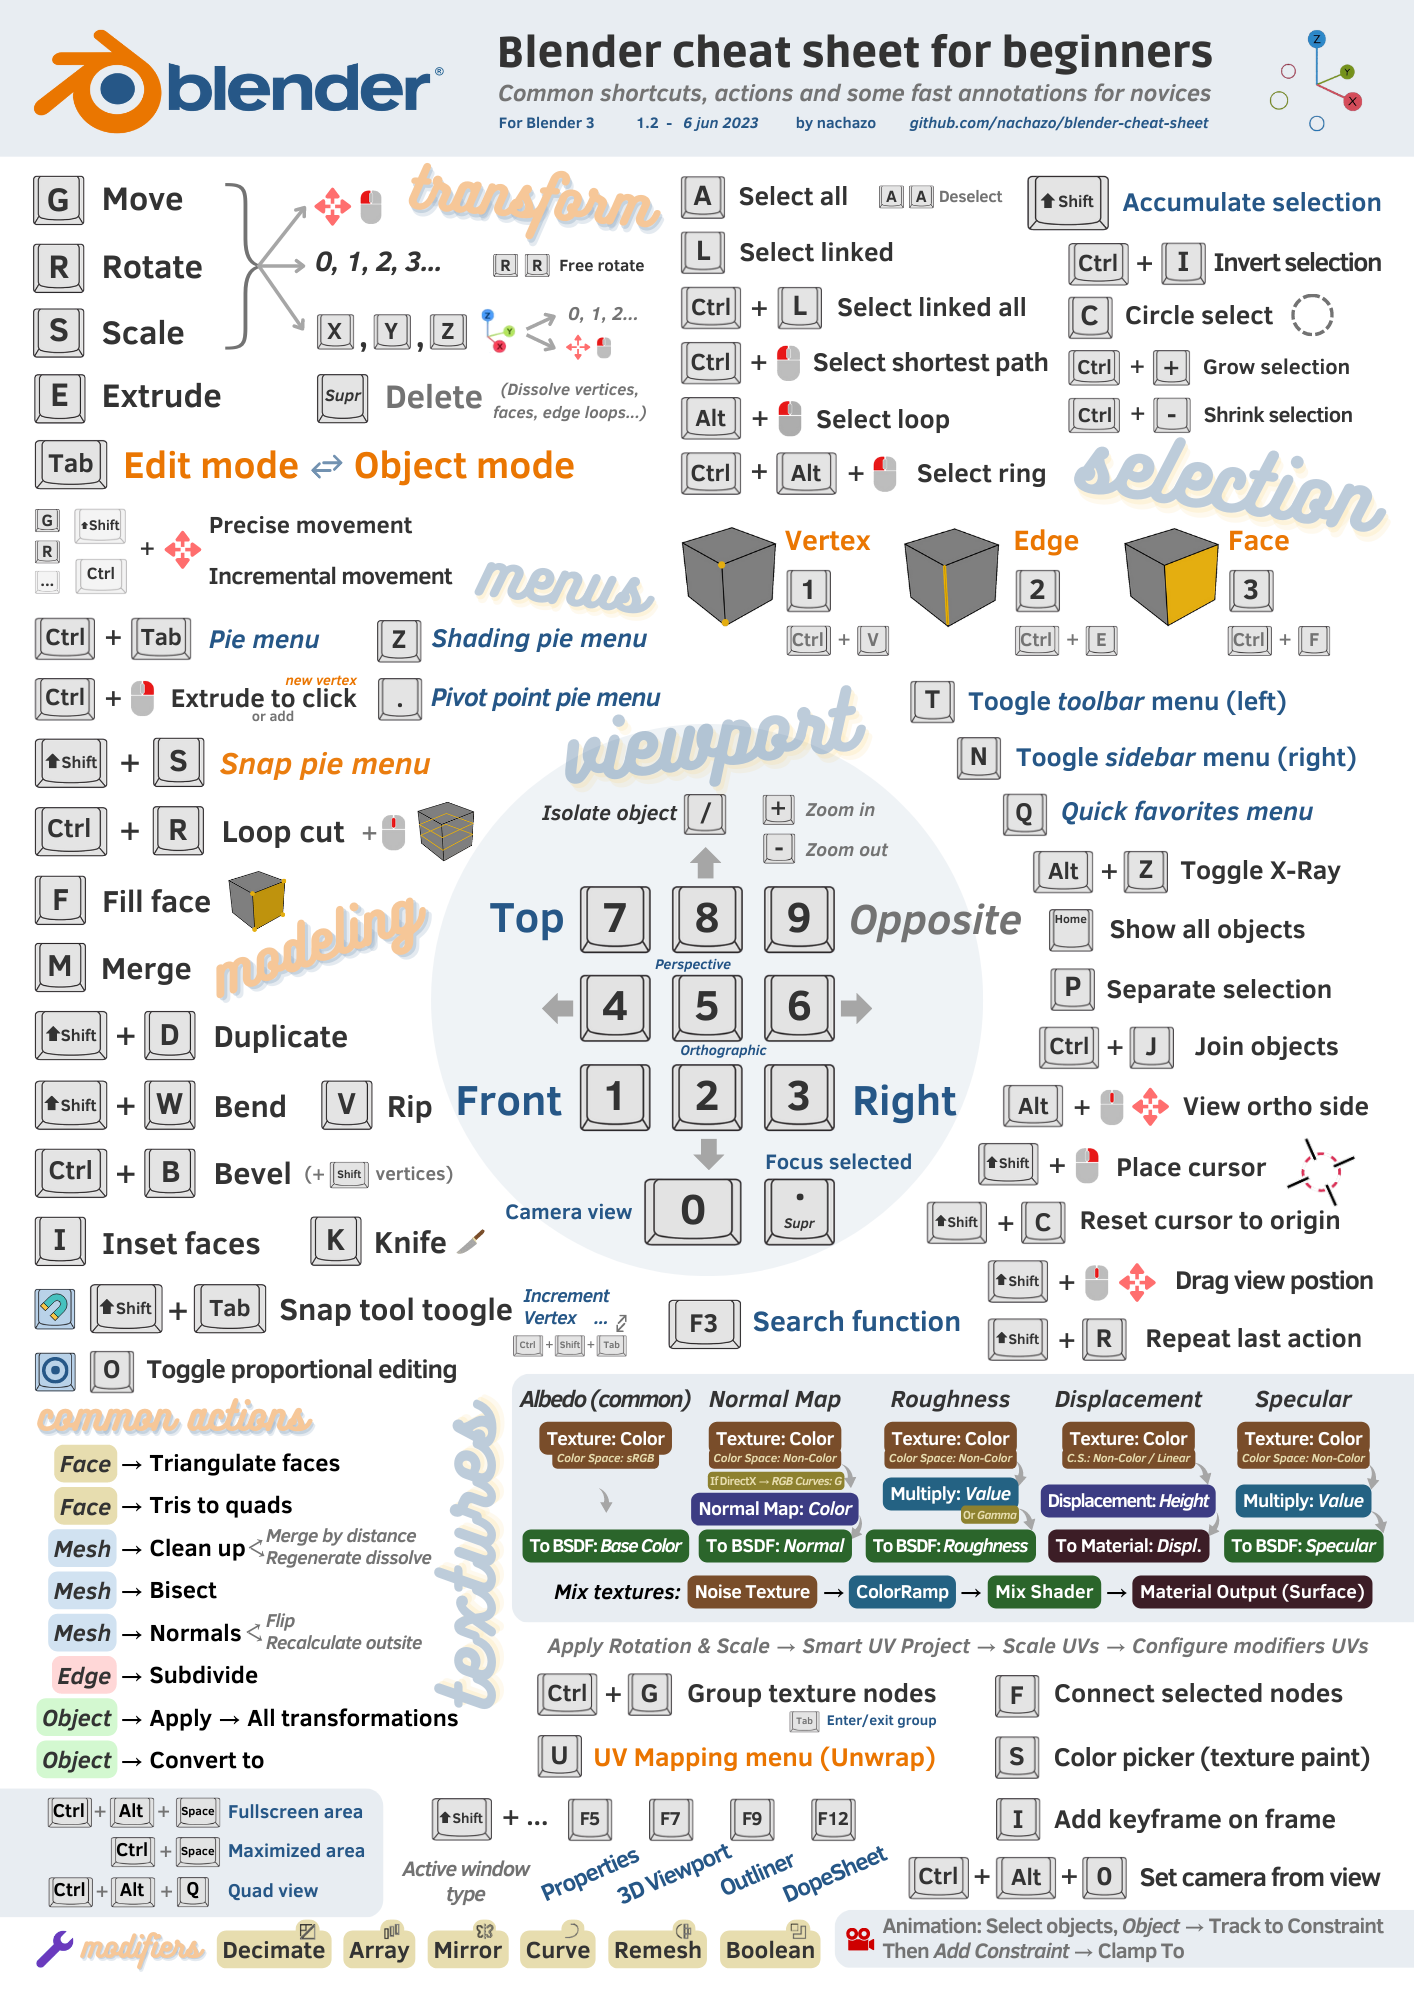 blender®
Blender cheat sheet for beginners
Common shortcuts, actions and some fast annotations for novices
For Blender 3 1.2 - 6 jun 2023 by nachazo github.com/nachazo/blender-cheat-sheet
Z
Y
X
transform
G Move
R Rotate
0, 1, 2, 3...
R R Free rotate
S Scale
X , Y , Z
Z Y X
0, 1, 2...
E Extrude
Supr Delete (Dissolve vertices,
faces, edge loops...)
Tab Edit mode ⇄ Object mode
G
R
...
Shift
Ctrl
+
Precise movement
Incremental movement
A Select all
A A Deselect
Shift Accumulate selection
L Select linked
Ctrl + I Invert selection
Ctrl + L Select linked all
C Circle select
Ctrl + Select shortest path
Ctrl + + Grow selection
Alt + Select loop
Ctrl + - Shrink selection
Ctrl + Alt + Select ring
selection
Vertex
1
Ctrl + V
Edge
2
Ctrl + E
Face
3
Ctrl + F
menus
Ctrl + Tab Pie menu
Z Shading pie menu
Ctrl + Extrude to click
new vertex
or add
. Pivot point pie menu
Shift + S Snap pie menu
Ctrl + R Loop cut +
F Fill face
modeling
M Merge
Shift + D Duplicate
Shift + W Bend
V Rip
Ctrl + B Bevel (+ Shift vertices)
I Inset faces
K Knife
Shift + Tab Snap tool toogle
Increment
Vertex ...
Ctrl + Shift + Tab
O Toggle proportional editing
viewport
Isolate object /
+ Zoom in
- Zoom out
Top 7 8 9 Opposite
Perspective
4 5 6
Orthographic
Front 1 2 3 Right
Focus selected
Camera view 0
. Supr
F3 Search function
T Toogle toolbar menu (left)
N Toogle sidebar menu (right)
Q Quick favorites menu
Alt + Z Toggle X-Ray
Home Show all objects
P Separate selection
Ctrl + J Join objects
Alt + View ortho side
Shift + Place cursor
Shift + C Reset cursor to origin
Shift + Drag view postion
Shift + R Repeat last action
common actions
Face → Triangulate faces
Face → Tris to quads
Mesh → Clean up
Merge by distance
Regenerate dissolve
Mesh → Bisect
Mesh → Normals
Flip
Recalculate outsite
Edge → Subdivide
Object → Apply → All transformations
Object → Convert to
textures
Albedo (common) Normal Map Roughness Displacement Specular
Texture: Color Texture: Color Texture: Color Texture: Color Texture: Color
Color Space: sRGB Color Space: Non-Color Color Space: Non-Color C.S.: Non-Color / Linear Color Space: Non-Color
If DirectX → RGB Curves: G
Normal Map: Color Multiply: Value Displacement: Height Multiply: Value
Or Gamma
To BSDF: Base Color To BSDF: Normal To BSDF: Roughness To Material: Displ. To BSDF: Specular
Mix textures: Noise Texture → ColorRamp → Mix Shader → Material Output (Surface)
Apply Rotation & Scale → Smart UV Project → Scale UVs → Configure modifiers UVs
Ctrl + G Group texture nodes
Tab Enter/exit group
F Connect selected nodes
U UV Mapping menu (Unwrap)
S Color picker (texture paint)
Ctrl + Alt + Space Fullscreen area
Ctrl + Space Maximized area
Ctrl + Alt + Q Quad view
Shift + ... F5 F7 F9 F12
Active window
type
Properties 3D Viewport Outliner DopeSheet
I Add keyframe on frame
Ctrl + Alt + 0 Set camera from view
modifiers Decimate Array Mirror Curve Remesh Boolean
Animation: Select objects, Object → Track to Constraint
Then Add Constraint → Clamp To